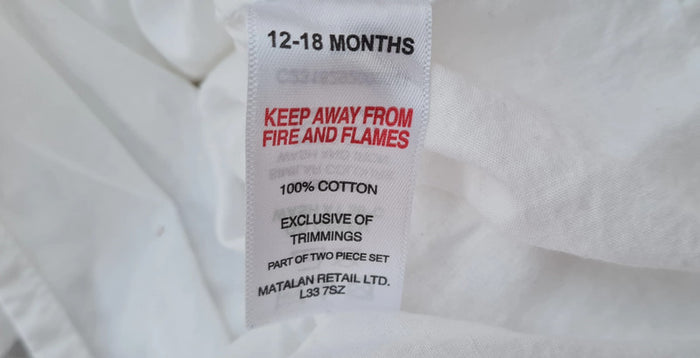 12-18 MONTHS
KEEP AWAY FROM
FIRE AND FLAMES
100% COTTON
EXCLUSIVE OF
TRIMMINGS
PART OF TWO PIECE SET
MATALAN RETAIL LTD.
L33 7SZ